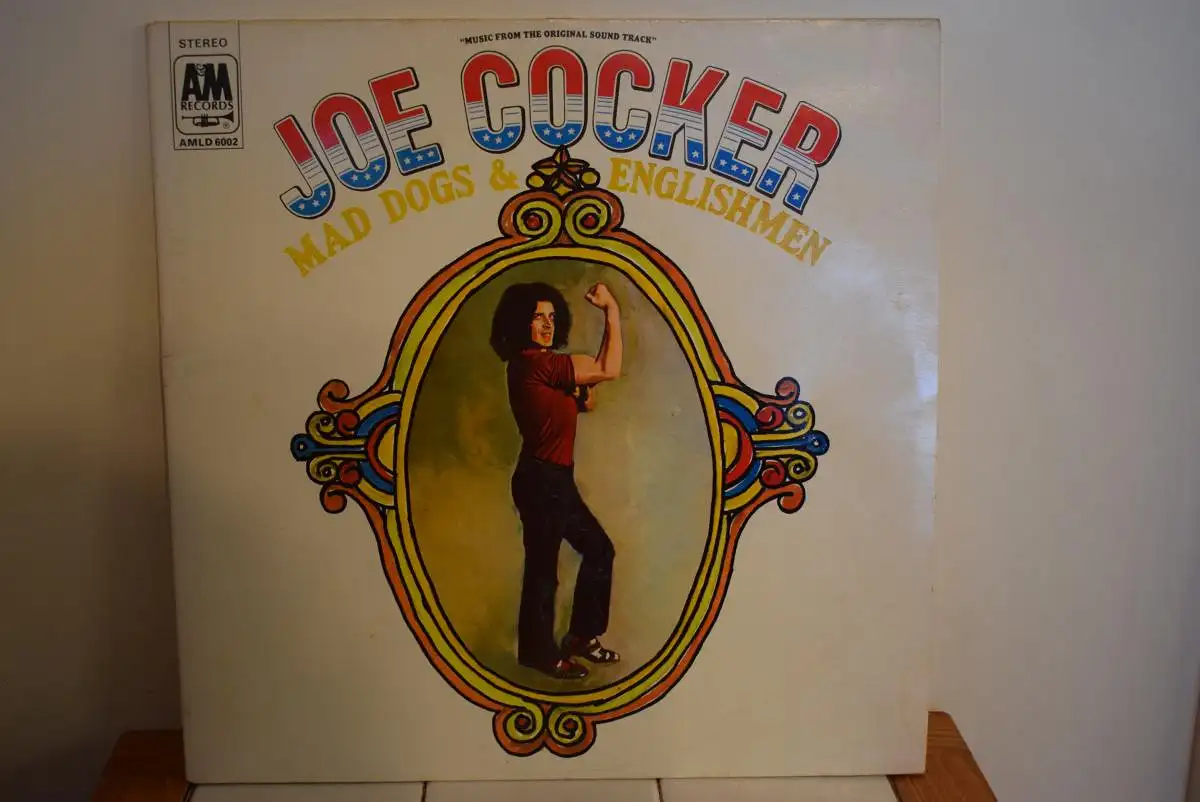 STEREO
A&M
RECORDS
®
AMLD 6002
"MUSIC FROM THE ORIGINAL SOUND TRACK"
JOE COCKER
MAD DOGS & ENGLISHMEN